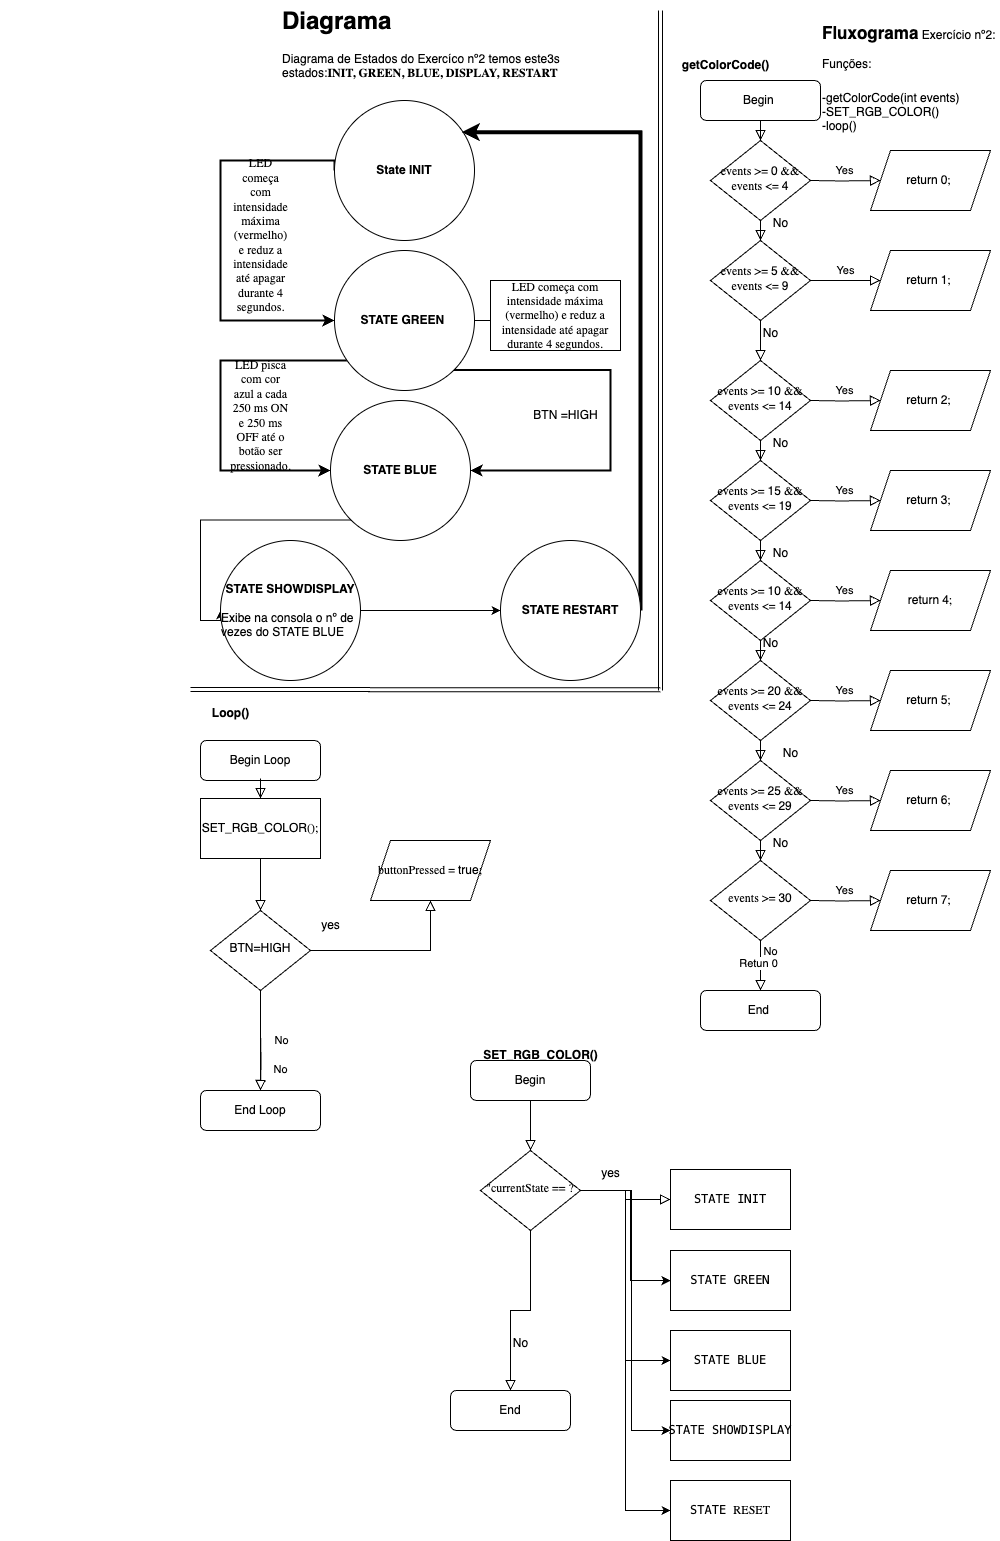 Diagrama
Diagrama de Estados do Exercíco nº2 temos este3s
estados:INIT, GREEN, BLUE, DISPLAY, RESTART
State INIT
LED
começa
com
intensidade
máxima
(vermelho)
e reduz a
intensidade
até apagar
durante 4
segundos.
STATE GREEN
LED começa com
intensidade máxima
(vermelho) e reduz a
intensidade até apagar
durante 4 segundos.
LED pisca
com cor
azul a cada
250 ms ON
e 250 ms
OFF até o
botão ser
pressionado.
BTN =HIGH
STATE BLUE
STATE SHOWDISPLAY
Exibe na consola o nº de
vezes do STATE BLUE
STATE RESTART
Fluxograma Exercício nº2:
Funções:
-getColorCode(int events)
-SET_RGB_COLOR()
-loop()
getColorCode()
Begin
events >= 0 &&
events <= 4
Yes
return 0;
No
events >= 5 &&
events <= 9
Yes
return 1;
No
events >= 10 &&
events <= 14
Yes
return 2;
No
events >= 15 &&
events <= 19
Yes
return 3;
No
events >= 10 &&
events <= 14
Yes
return 4;
No
events >= 20 &&
events <= 24
Yes
return 5;
No
events >= 25 &&
events <= 29
Yes
return 6;
No
events >= 30
Yes
return 7;
No
Retun 0
End
Loop()
Begin Loop
SET_RGB_COLOR();
BTN=HIGH
yes
buttonPressed = true;
No
No
End Loop
SET_RGB_COLOR()
Begin
"currentState == ?
yes
STATE INIT
STATE GREEN
STATE BLUE
STATE SHOWDISPLAY
STATE RESET
No
End